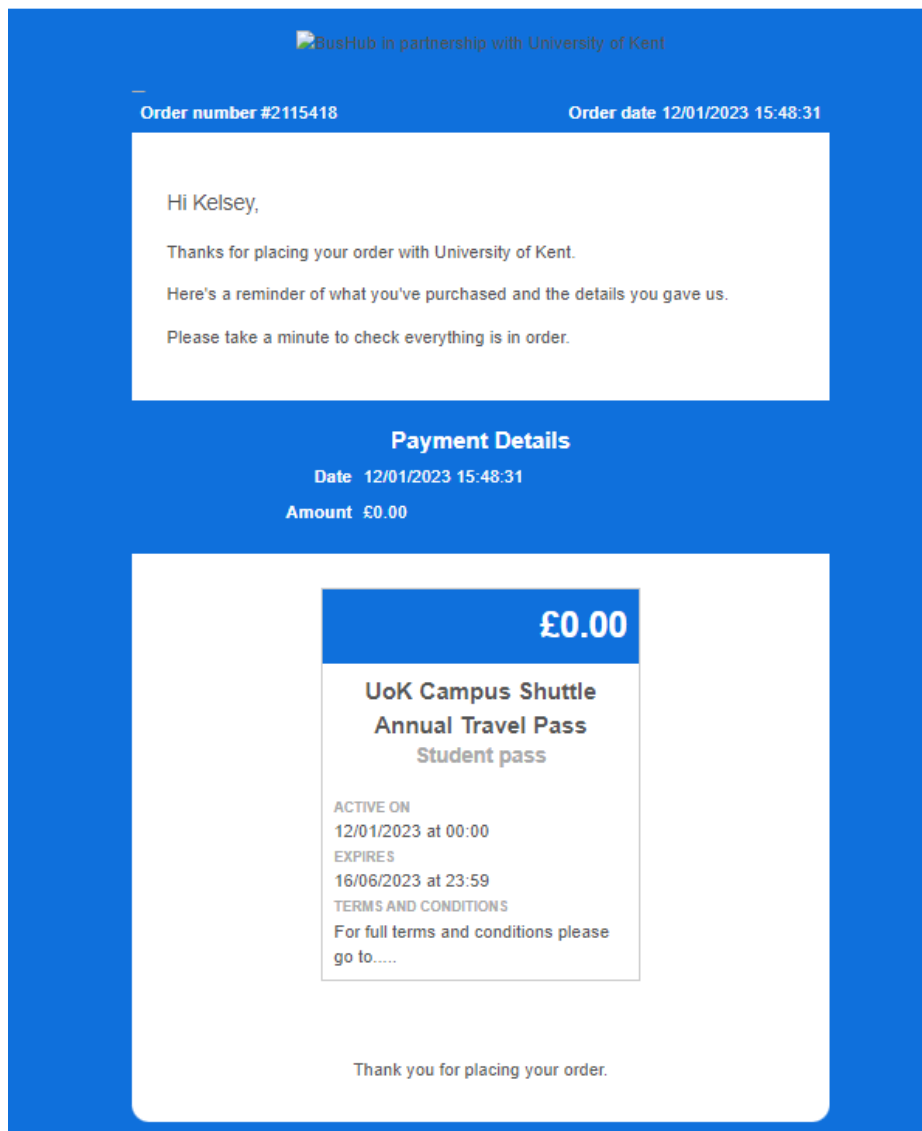 BusHub in partnership with University of Kent
Order number #2115418 Order date 12/01/2023 15:48:31
Hi Kelsey,
Thanks for placing your order with University of Kent.
Here's a reminder of what you've purchased and the details you gave us.
Please take a minute to check everything is in order.
Payment Details
Date 12/01/2023 15:48:31
Amount £0.00
£0.00
UoK Campus Shuttle
Annual Travel Pass
Student pass
ACTIVE ON
12/01/2023 at 00:00
EXPIRES
16/06/2023 at 23:59
TERMS AND CONDITIONS
For full terms and conditions please
go to.....
Thank you for placing your order.